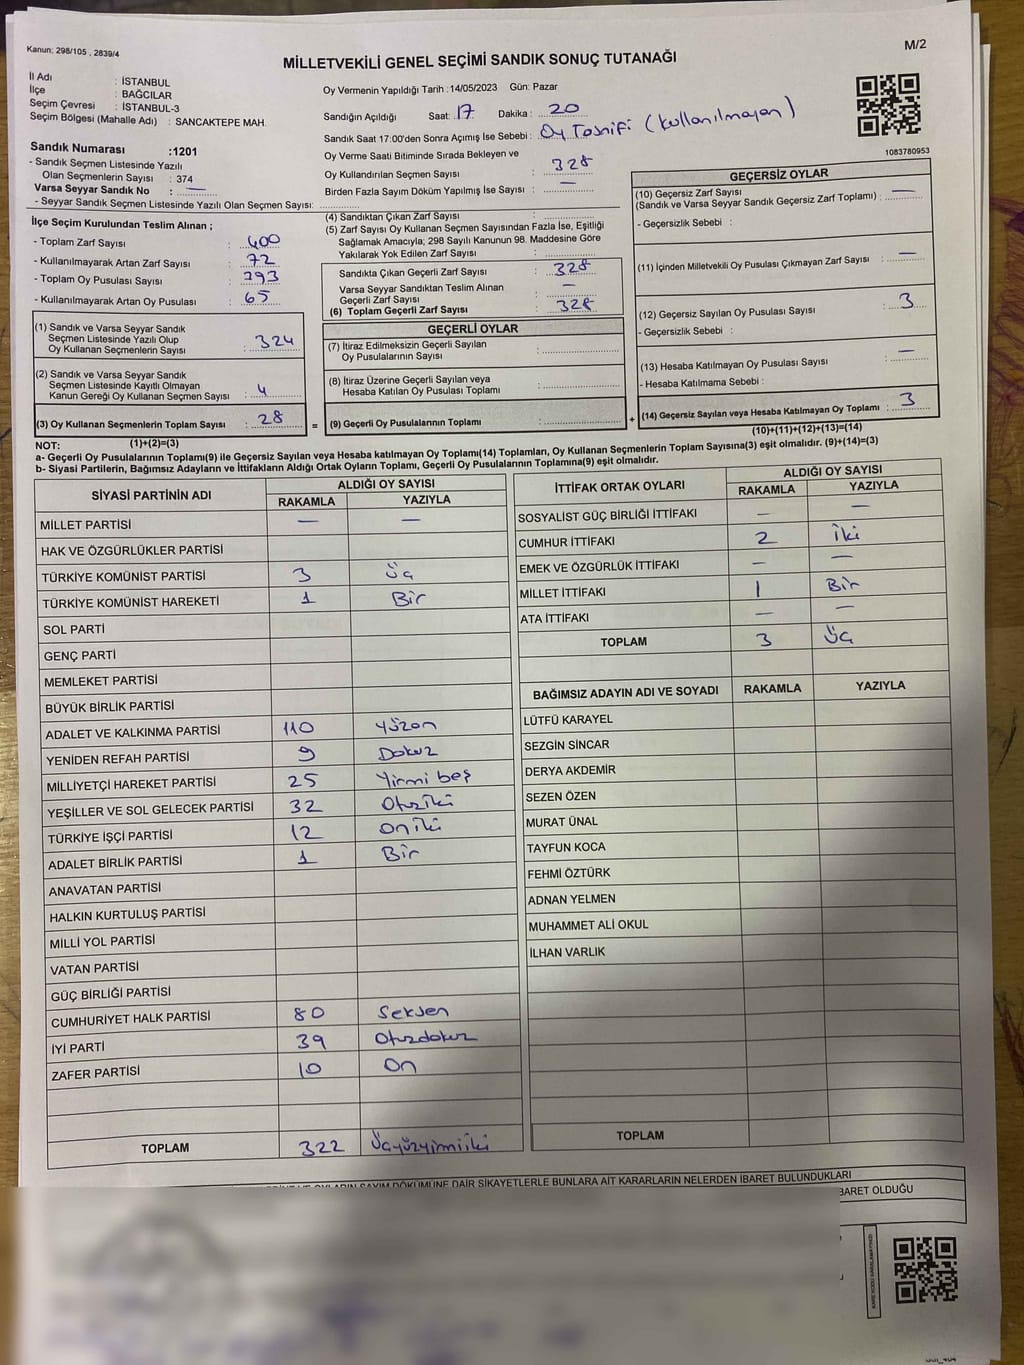 Kanun: 298/105 . 2839/4
M/2
MİLLETVEKİLİ GENEL SEÇİMİ SANDIK SONUÇ TUTANAĞI
İl Adı : İSTANBUL
İlçe : BAĞCILAR
Seçim Çevresi : İSTANBUL-3
Seçim Bölgesi (Mahalle Adı) : SANCAKTEPE MAH.
Oy Vermenin Yapıldığı Tarih : 14/05/2023 Gün: Pazar
Sandığın Açıldığı Saat: 17 Dakika : 20
Sandık Saat 17:00'den Sonra Açımış İse Sebebi : Oy Tasnifi (kullanılmayan)
Oy Verme Saati Bitiminde Sırada Bekleyen ve
Oy Kullandırılan Seçmen Sayısı : 328
Birden Fazla Sayım Döküm Yapılmış İse Sayısı : —
1083780953
Sandık Numarası :1201
- Sandık Seçmen Listesinde Yazılı
Olan Seçmenlerin Sayısı : 374
Varsa Seyyar Sandık No : —
- Seyyar Sandık Seçmen Listesinde Yazılı Olan Seçmen Sayısı:
İlçe Seçim Kurulundan Teslim Alınan ;
- Toplam Zarf Sayısı : 400
- Kullanılmayarak Artan Zarf Sayısı : 72
- Toplam Oy Pusulası Sayısı : 393
- Kullanılmayarak Artan Oy Pusulası : 65
(1) Sandık ve Varsa Seyyar Sandık
Seçmen Listesinde Yazılı Olup
Oy Kullanan Seçmenlerin Sayısı : 324
(2) Sandık ve Varsa Seyyar Sandık
Seçmen Listesinde Kayıtlı Olmayan
Kanun Gereği Oy Kullanan Seçmen Sayısı : 4
(3) Oy Kullanan Seçmenlerin Toplam Sayısı : 28 =
(4) Sandıktan Çıkan Zarf Sayısı :
(5) Zarf Sayısı Oy Kullanan Seçmen Sayısından Fazla İse, Eşitliği
Sağlamak Amacıyla; 298 Sayılı Kanunun 98. Maddesine Göre
Yakılarak Yok Edilen Zarf Sayısı :
Sandıkta Çıkan Geçerli Zarf Sayısı : 328
Varsa Seyyar Sandıktan Teslim Alınan
Geçerli Zarf Sayısı : —
(6) Toplam Geçerli Zarf Sayısı : 328
GEÇERLİ OYLAR
(7) İtiraz Edilmeksizin Geçerli Sayılan
Oy Pusulalarının Sayısı :
(8) İtiraz Üzerine Geçerli Sayılan veya
Hesaba Katılan Oy Pusulası Toplamı :
(9) Geçerli Oy Pusulalarının Toplamı : +
GEÇERSİZ OYLAR
(10) Geçersiz Zarf Sayısı
(Sandık ve Varsa Seyyar Sandık Geçersiz Zarf Toplamı) : —
- Geçersizlik Sebebi :
(11) İçinden Milletvekili Oy Pusulası Çıkmayan Zarf Sayısı : —
(12) Geçersiz Sayılan Oy Pusulası Sayısı : 3
- Geçersizlik Sebebi :
(13) Hesaba Katılmayan Oy Pusulası Sayısı : —
- Hesaba Katılmama Sebebi :
(14) Geçersiz Sayılan veya Hesaba Katılmayan Oy Toplamı : 3
NOT: (1)+(2)=(3)
(10)+(11)+(12)+(13)=(14)
a- Geçerli Oy Pusulalarının Toplamı(9) ile Geçersiz Sayılan veya Hesaba katılmayan Oy Toplamı(14) Toplamları, Oy Kullanan Seçmenlerin Toplam Sayısına(3) eşit olmalıdır. (9)+(14)=(3)
b- Siyasi Partilerin, Bağımsız Adayların ve İttifakların Aldığı Ortak Oyların Toplamı, Geçerli Oy Pusulalarının Toplamına(9) eşit olmalıdır.
SİYASİ PARTİNİN ADI ALDIĞI OY SAYISI
RAKAMLA YAZIYLA
MİLLET PARTİSİ — —
HAK VE ÖZGÜRLÜKLER PARTİSİ
TÜRKİYE KOMÜNİST PARTİSİ 3 Üç
TÜRKİYE KOMÜNİST HAREKETİ 1 Bir
SOL PARTİ
GENÇ PARTİ
MEMLEKET PARTİSİ
BÜYÜK BİRLİK PARTİSİ
ADALET VE KALKINMA PARTİSİ 110 yüzon
YENİDEN REFAH PARTİSİ 9 Dokuz
MİLLİYETÇİ HAREKET PARTİSİ 25 Yirmi beş
YEŞİLLER VE SOL GELECEK PARTİSİ 32 Otuziki
TÜRKİYE İŞÇİ PARTİSİ 12 oniki
ADALET BİRLİK PARTİSİ 1 Bir
ANAVATAN PARTİSİ
HALKIN KURTULUŞ PARTİSİ
MİLLİ YOL PARTİSİ
VATAN PARTİSİ
GÜÇ BİRLİĞİ PARTİSİ
CUMHURİYET HALK PARTİSİ 80 Seksen
İYİ PARTİ 39 Otuzdokuz
ZAFER PARTİSİ 10 On
TOPLAM 322 Üçyüzyirmiiki
İTTİFAK ORTAK OYLARI ALDIĞI OY SAYISI
RAKAMLA YAZIYLA
SOSYALİST GÜÇ BİRLİĞİ İTTİFAKI — —
CUMHUR İTTİFAKI 2 İki
EMEK VE ÖZGÜRLÜK İTTİFAKI — —
MİLLET İTTİFAKI 1 Bir
ATA İTTİFAKI — —
TOPLAM 3 Üç
BAĞIMSIZ ADAYIN ADI VE SOYADI RAKAMLA YAZIYLA
LÜTFÜ KARAYEL
SEZGİN SİNCAR
DERYA AKDEMİR
SEZEN ÖZEN
MURAT ÜNAL
TAYFUN KOCA
FEHMİ ÖZTÜRK
ADNAN YELMEN
MUHAMMET ALİ OKUL
İLHAN VARLIK
TOPLAM
OYLARIN SAYIM DÖKÜMÜNE DAİR ŞİKAYETLERLE BUNLARA AİT KARARLARIN NELERDEN İBARET BULUNDUKLARI
BARET OLDUĞU